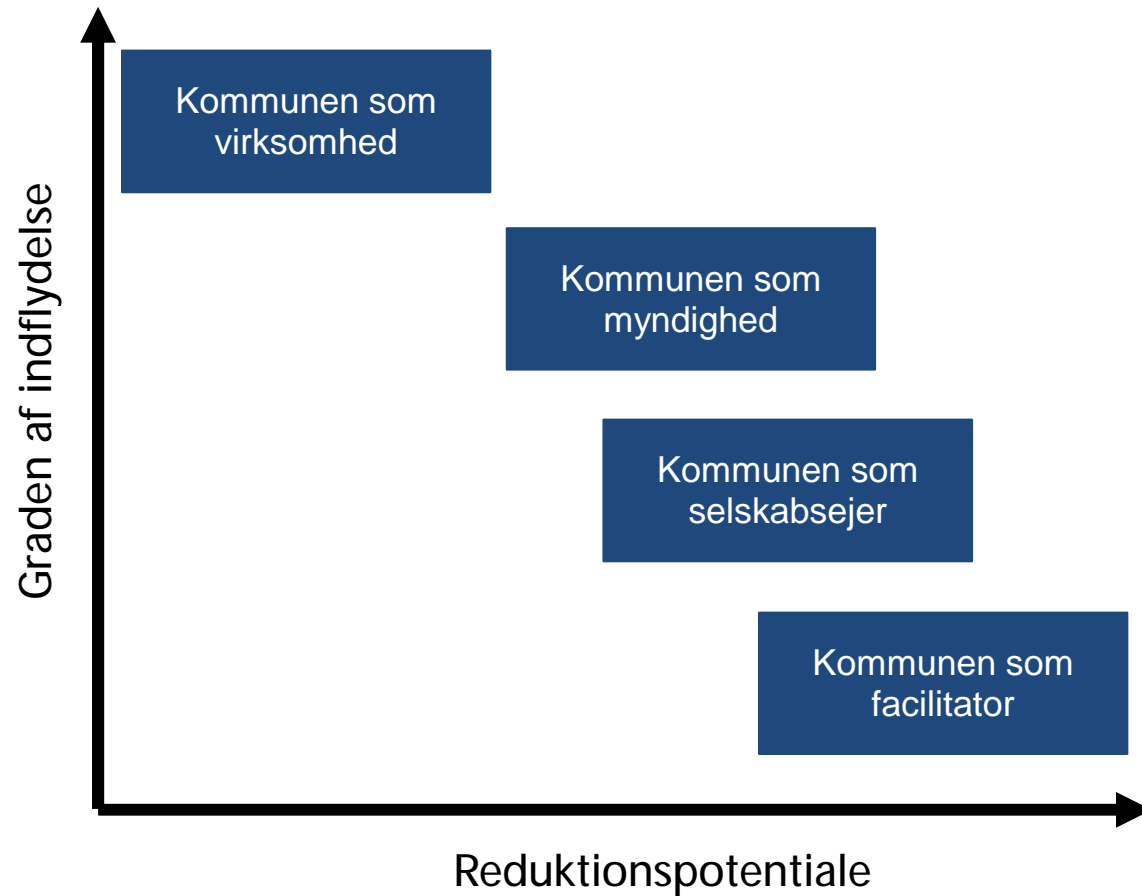 Kommunen som
virksomhed
Kommunen som
myndighed
Kommunen som
selskabsejer
Kommunen som
facilitator
Graden af indflydelse
Reduktionspotentiale